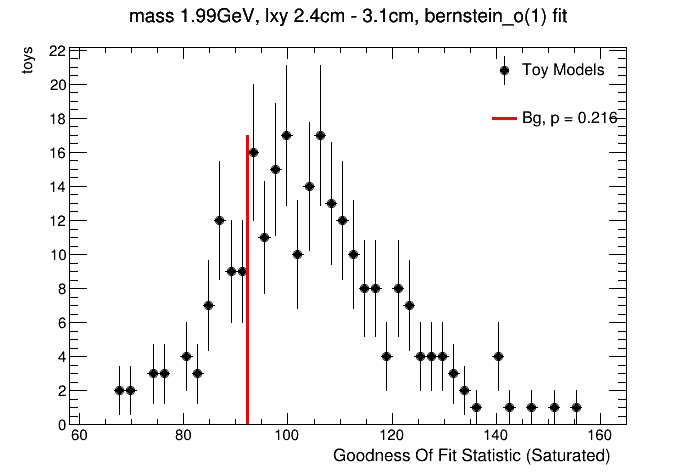 mass 1.99GeV, lxy 2.4cm - 3.1cm, bernstein_o(1) fit
toys
22
20
18
16
14
12
10
8
6
4
2
0
Toy Models
Bg, p = 0.216
60 80 100 120 140 160
Goodness Of Fit Statistic (Saturated)